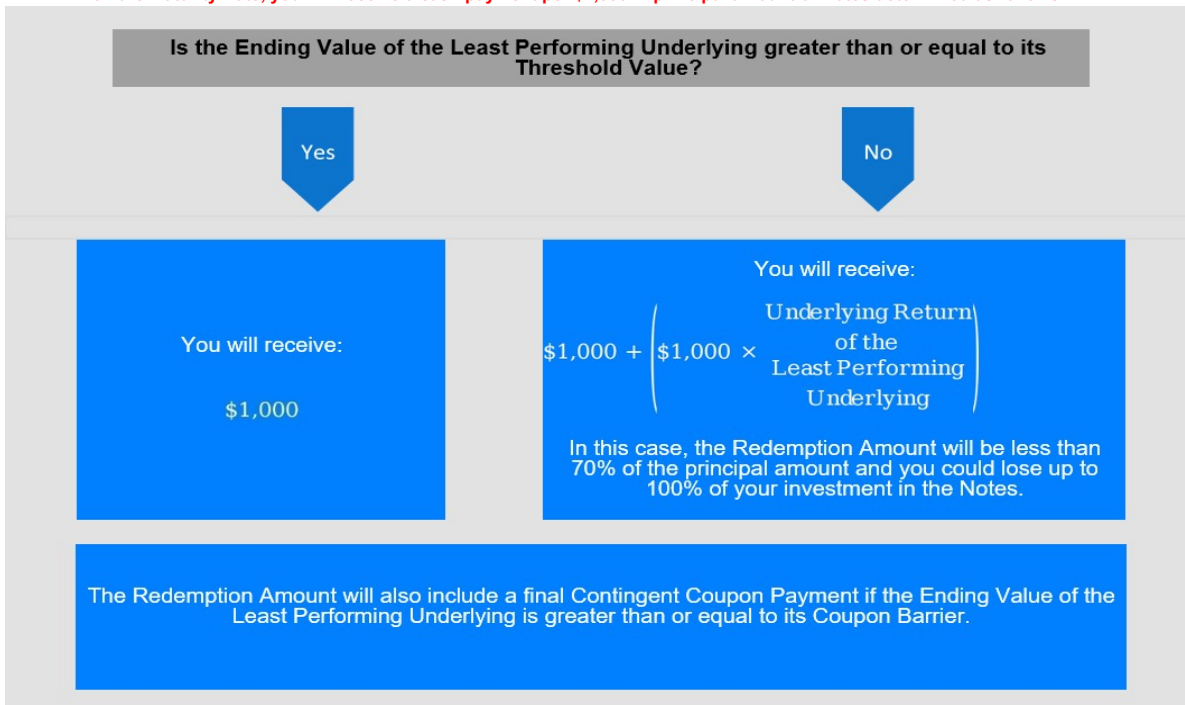 Is the Ending Value of the Least Performing Underlying greater than or equal to its
Threshold Value?
Yes
No
You will receive:
$1,000
You will receive:
$1,000 + ($1,000 × Underlying Return
of the
Least Performing
Underlying)
In this case, the Redemption Amount will be less than
70% of the principal amount and you could lose up to
100% of your investment in the Notes.
The Redemption Amount will also include a final Contingent Coupon Payment if the Ending Value of the
Least Performing Underlying is greater than or equal to its Coupon Barrier.